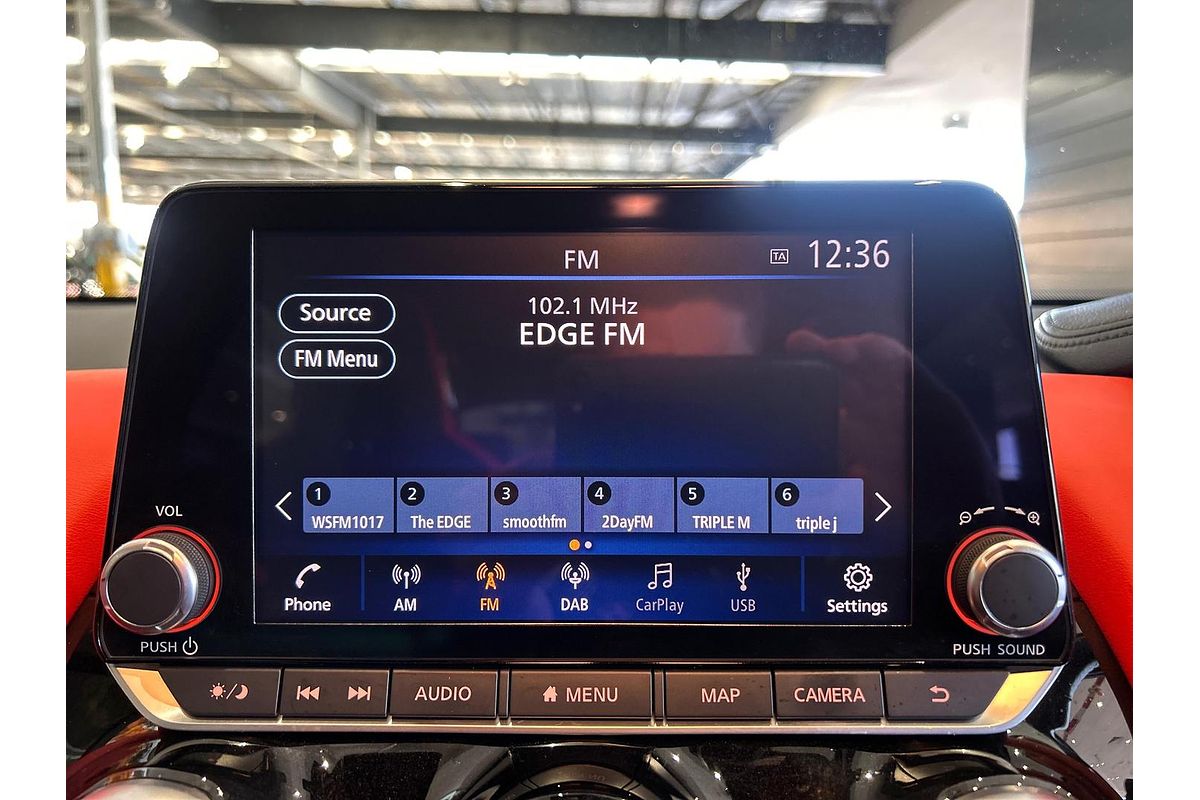 FM
TA
12:36
Source
102.1 MHz
EDGE FM
FM Menu
1 2 3 4 5 6
WSFM1017 The EDGE smoothfm 2DayFM TRIPLE M triple j
VOL
Phone AM FM DAB CarPlay USB Settings
PUSH
PUSH SOUND
AUDIO MENU MAP CAMERA